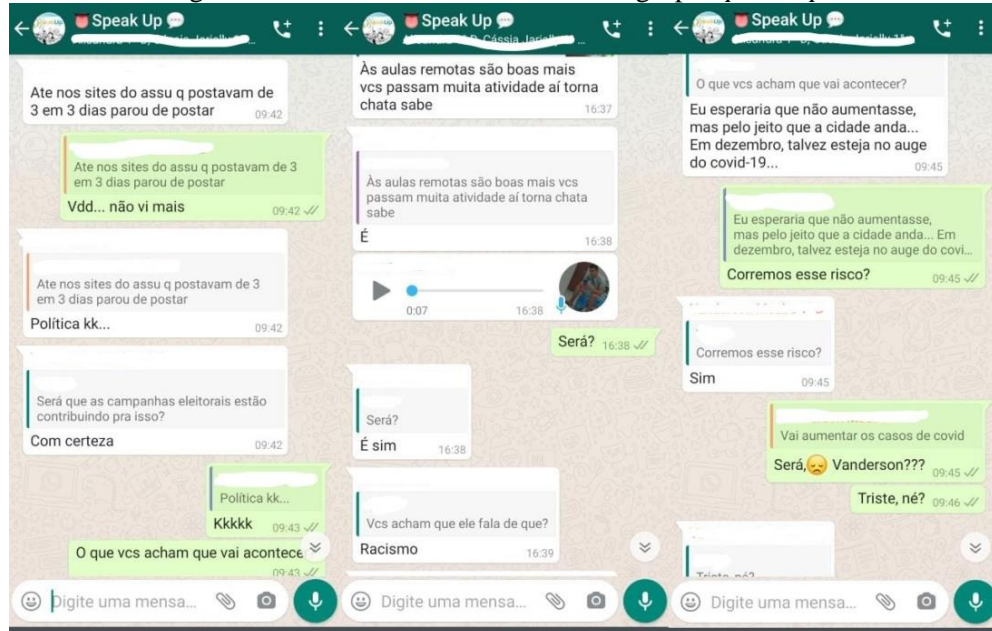 Speak Up
Ate nos sites do assu q postavam de
3 em 3 dias parou de postar
09:42
Ate nos sites do assu q postavam de 3
em 3 dias parou de postar
Vdd... não vi mais
09:42
Ate nos sites do assu q postavam de 3
em 3 dias parou de postar
Política kk...
09:42
Será que as campanhas eleitorais estão
contribuindo pra isso?
Com certeza
09:42
Política kk...
Kkkkk
09:43
O que vcs acham que vai acontece
09:43
Digite uma mensa...
Speak Up
Cássia
Às aulas remotas são boas mais
vcs passam muita atividade aí torna
chata sabe
16:37
Às aulas remotas são boas mais vcs
passam muita atividade aí torna chata
sabe
É
16:38
0:07
16:38
Será?
16:38
Será?
É sim
16:38
Vcs acham que ele fala de que?
Racismo
16:39
Digite uma mensa...
Speak Up
O que vcs acham que vai acontecer?
Eu esperaria que não aumentasse,
mas pelo jeito que a cidade anda...
Em dezembro, talvez esteja no auge
do covid-19...
09:45
Eu esperaria que não aumentasse,
mas pelo jeito que a cidade anda... Em
dezembro, talvez esteja no auge do covi...
Corremos esse risco?
09:45
Corremos esse risco?
Sim
09:45
Vai aumentar os casos de covid
Será,😞 Vanderson???
09:45
Triste, né?
09:46
Triste, né?
Digite uma mensa...